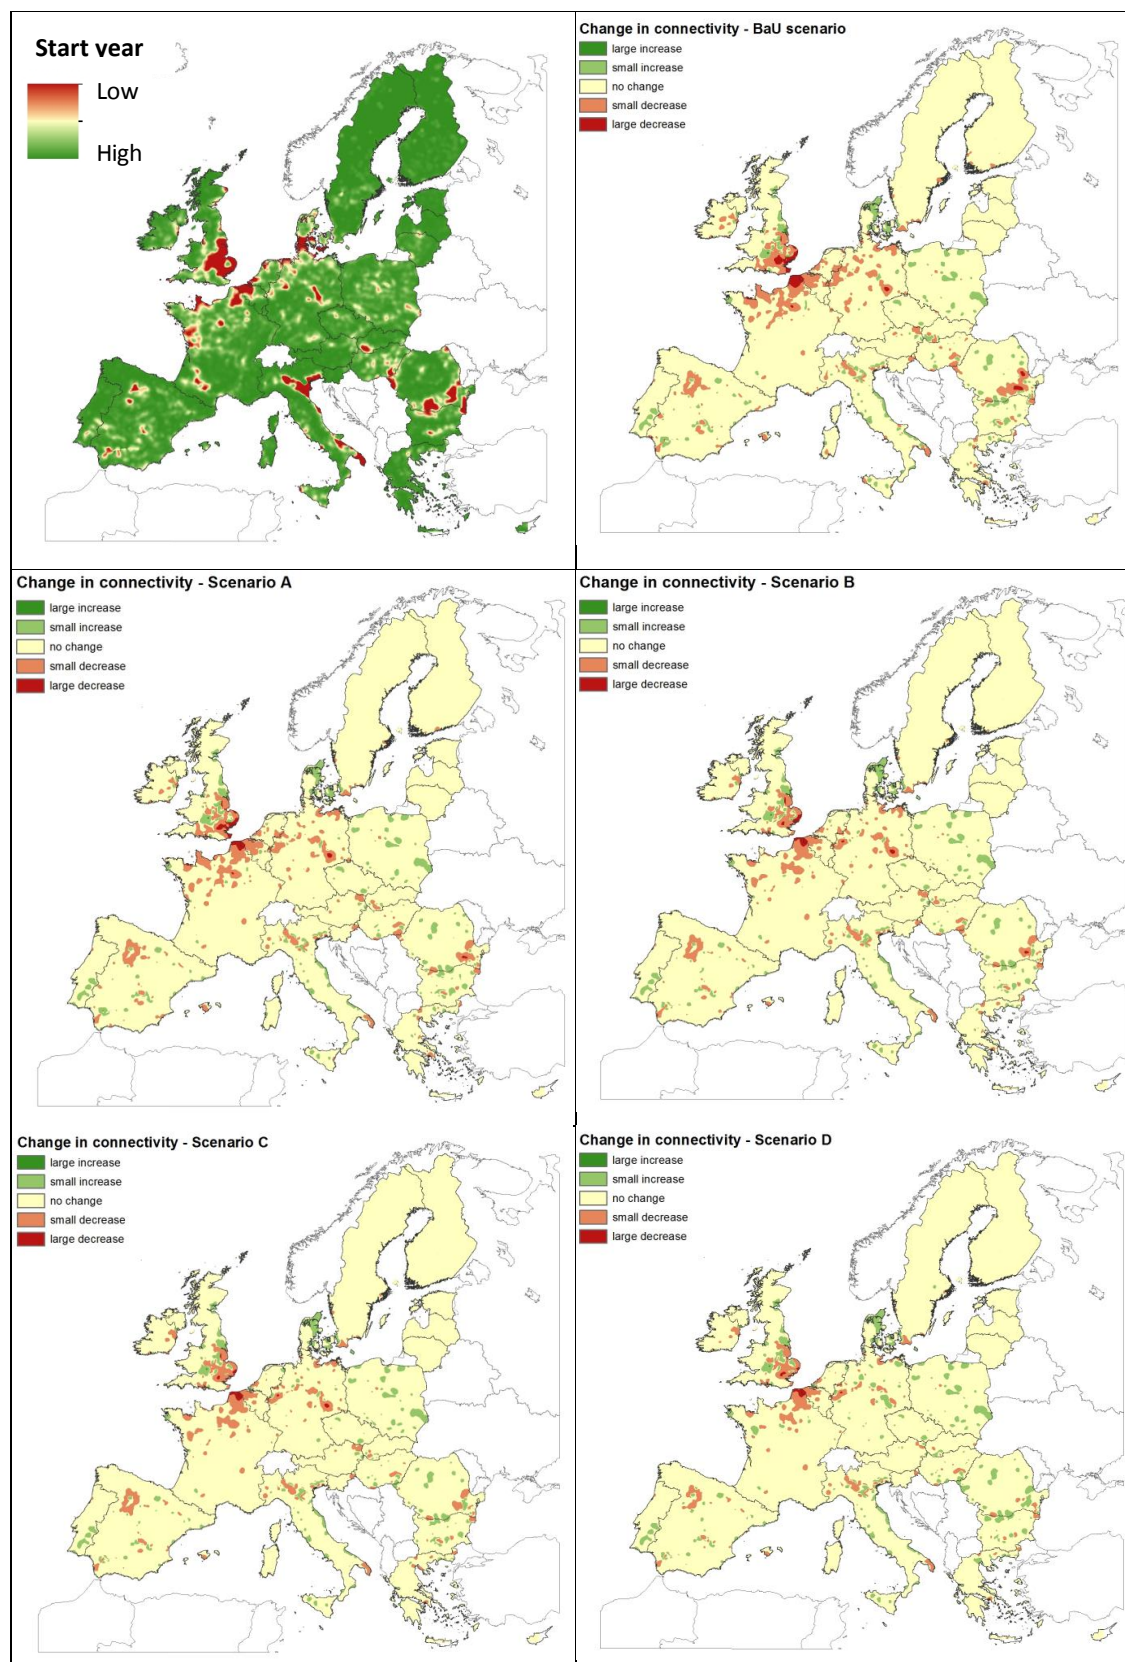 Start year
Low
High
Change in connectivity - BaU scenario
large increase
small increase
no change
small decrease
large decrease
Change in connectivity - Scenario A
large increase
small increase
no change
small decrease
large decrease
Change in connectivity - Scenario B
large increase
small increase
no change
small decrease
large decrease
Change in connectivity - Scenario C
large increase
small increase
no change
small decrease
large decrease
Change in connectivity - Scenario D
large increase
small increase
no change
small decrease
large decrease